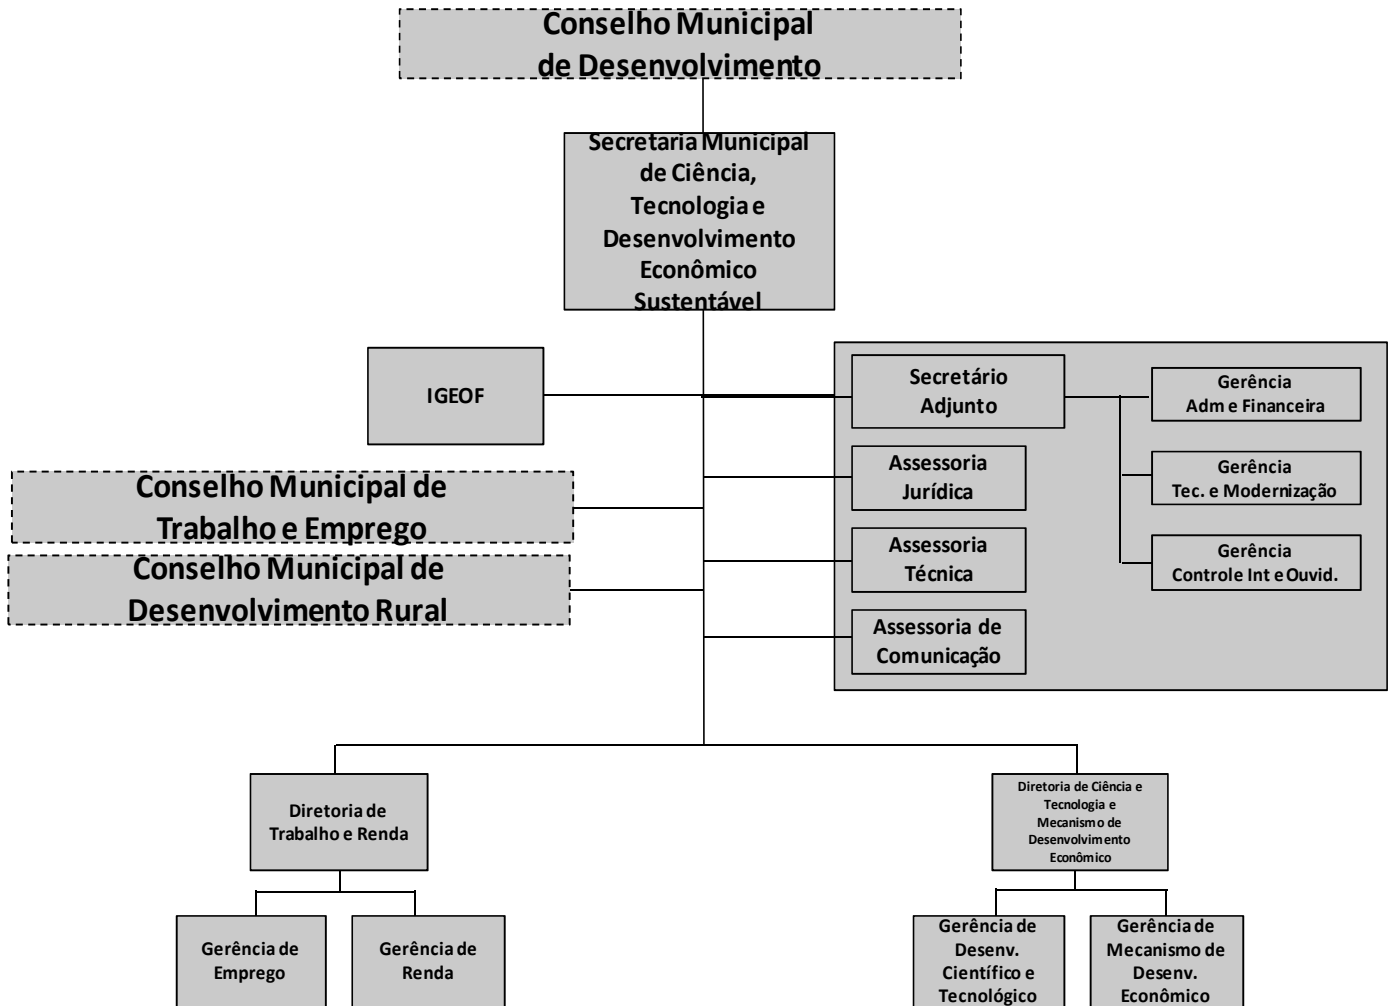 Conselho Municipal
de Desenvolvimento
Secretaria Municipal
de Ciência,
Tecnologia e
Desenvolvimento
Econômico
Sustentável
IGEOF
Secretário
Adjunto
Gerência
Adm e Financeira
Assessoria
Jurídica
Gerência
Tec. e Modernização
Conselho Municipal de
Trabalho e Emprego
Assessoria
Técnica
Gerência
Controle Int e Ouvid.
Conselho Municipal de
Desenvolvimento Rural
Assessoria de
Comunicação
Diretoria de
Trabalho e Renda
Diretoria de Ciência e
Tecnologia e
Mecanismo de
Desenvolvimento
Econômico
Gerência de
Emprego
Gerência de
Renda
Gerência de
Desenv.
Científico e
Tecnológico
Gerência de
Mecanismo de
Desenv.
Econômico